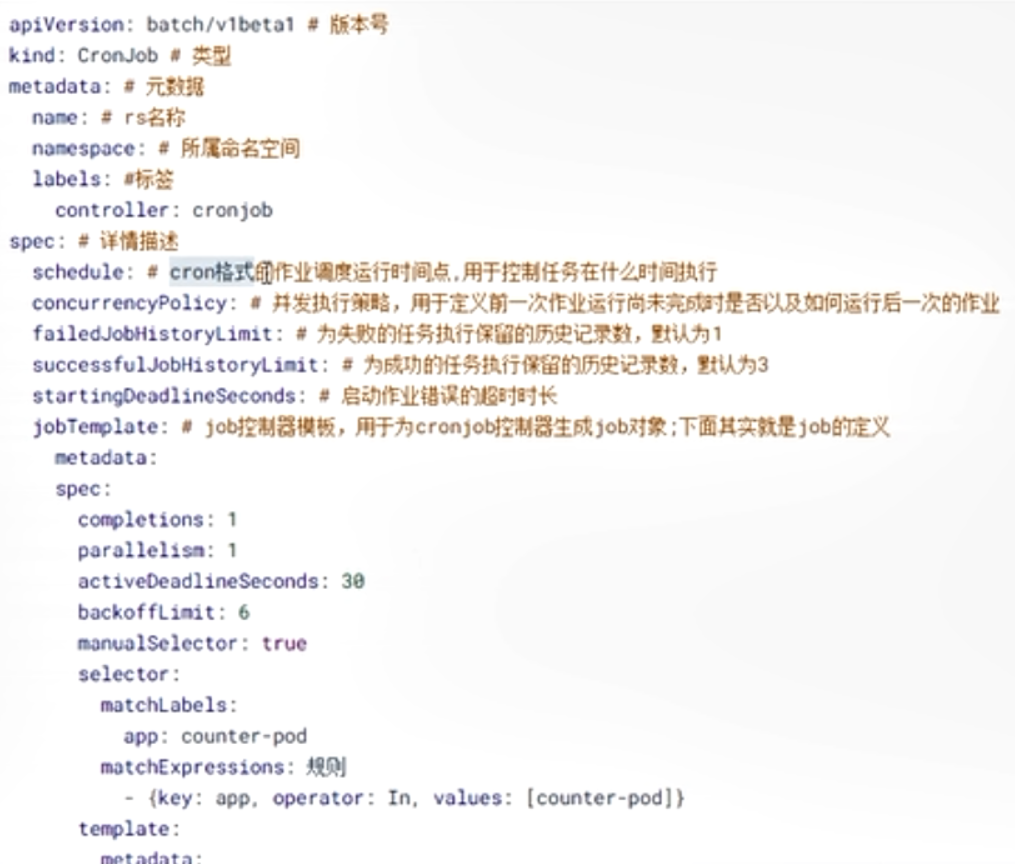 apiVersion: batch/v1beta1 # 版本号
kind: CronJob # 类型
metadata: # 元数据
  name: # rs名称
  namespace: # 所属命名空间
  labels: #标签
    controller: cronjob
spec: # 详情描述
  schedule: # cron格式的作业调度运行时间点,用于控制任务在什么时间执行
  concurrencyPolicy: # 并发执行策略，用于定义前一次作业运行尚未完成时是否以及如何运行后一次的作业
  failedJobHistoryLimit: # 为失败的任务执行保留的历史记录数，默认为1
  successfulJobHistoryLimit: # 为成功的任务执行保留的历史记录数，默认为3
  startingDeadlineSeconds: # 启动作业错误的超时时长
  jobTemplate: # job控制器模板，用于为cronjob控制器生成job对象;下面其实就是job的定义
    metadata:
    spec:
      completions: 1
      parallelism: 1
      activeDeadlineSeconds: 30
      backoffLimit: 6
      manualSelector: true
      selector:
        matchLabels:
          app: counter-pod
        matchExpressions: 规则
          - {key: app, operator: In, values: [counter-pod]}
      template:
        metadata: